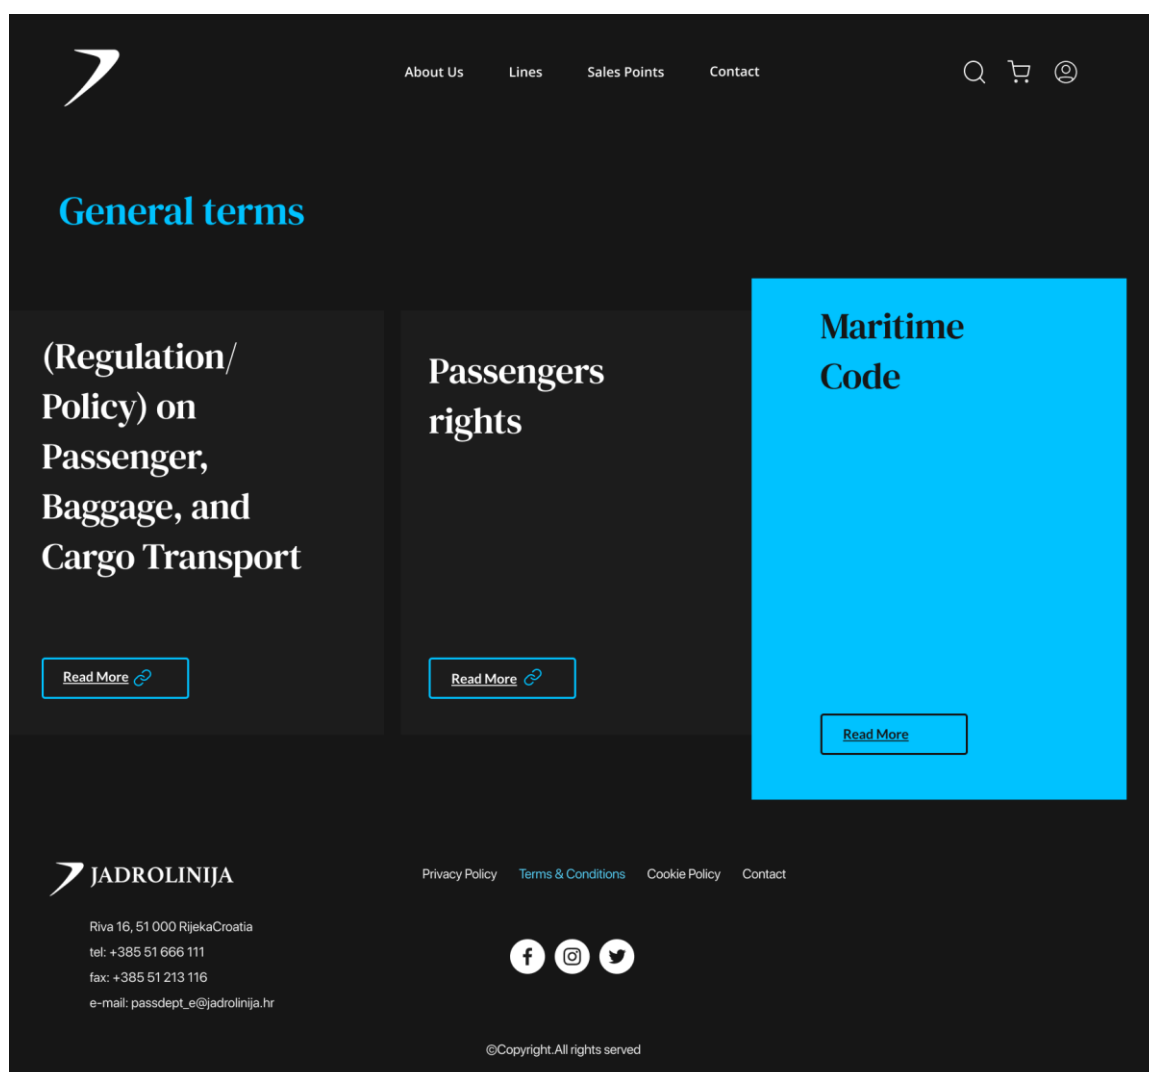 About Us Lines Sales Points Contact
General terms
(Regulation/
Policy) on
Passenger,
Baggage, and
Cargo Transport
Read More
Passengers
rights
Read More
Maritime
Code
Read More
JADROLINIJA
Riva 16, 51 000 RijekaCroatia
tel: +385 51 666 111
fax: +385 51 213 116
e-mail: passdept_e@jadrolinija.hr
Privacy Policy Terms & Conditions Cookie Policy Contact
©Copyright.All rights served